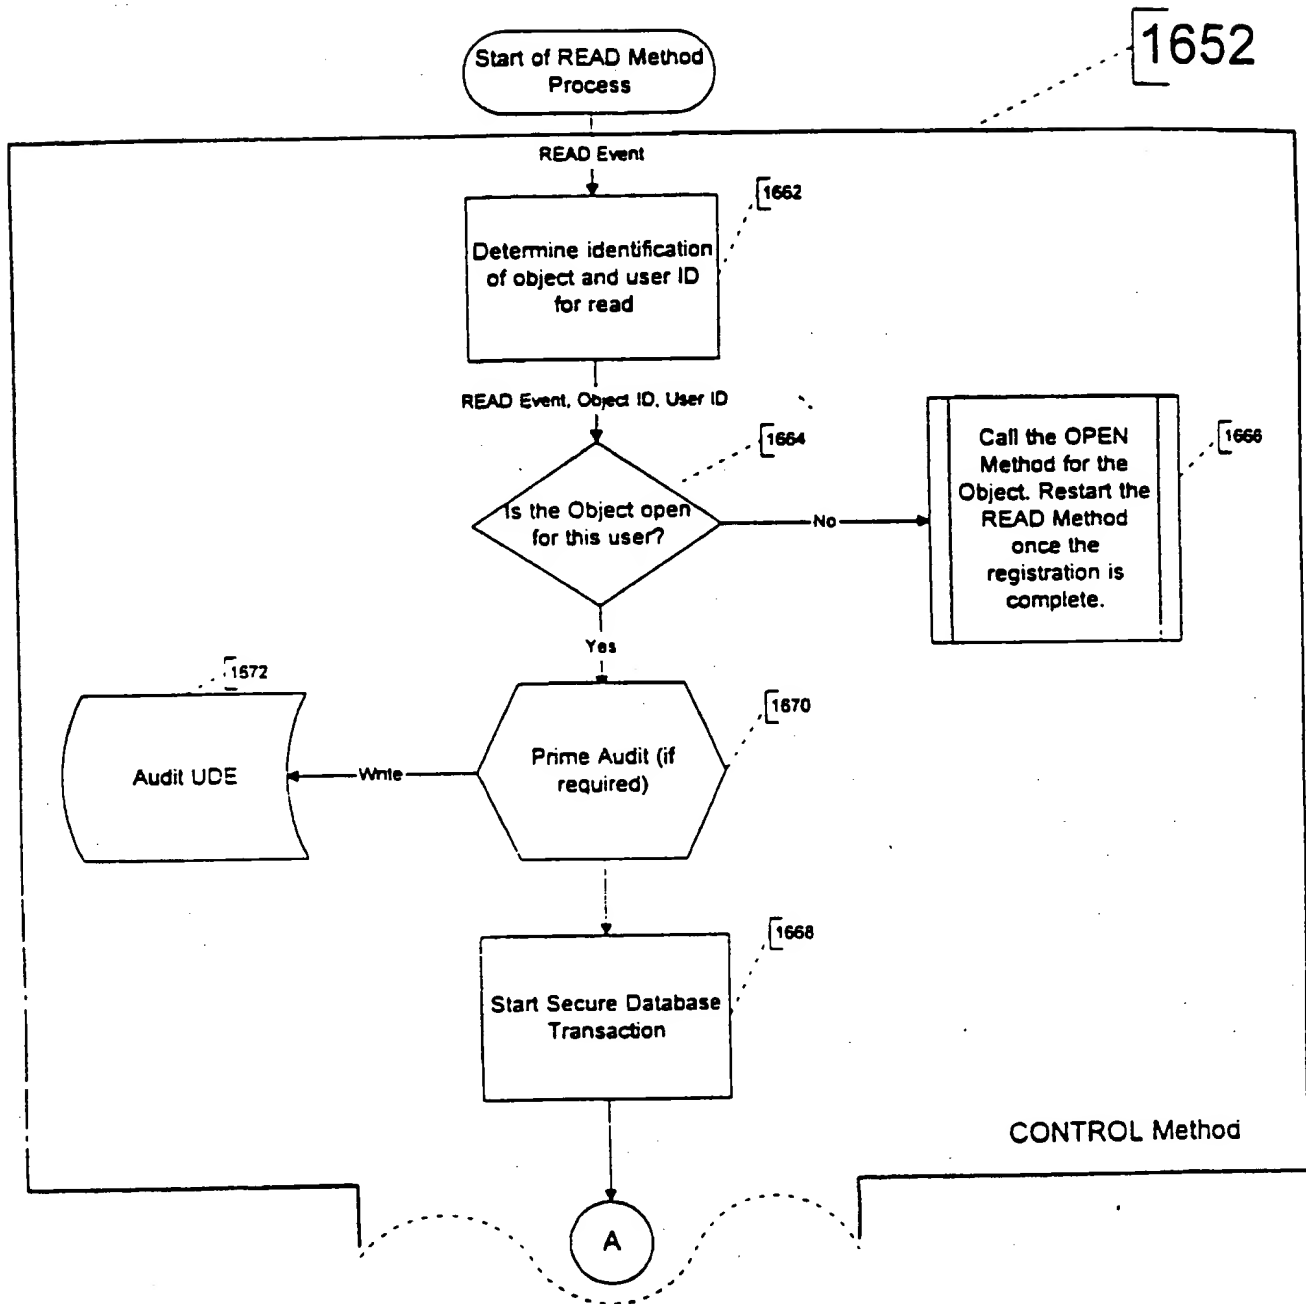 1652
Start of READ Method
Process
READ Event
1662
Determine identification
of object and user ID
for read
READ Event, Object ID, User ID
1664
Is the Object open
for this user?
No
Call the OPEN
Method for the
Object. Restart the
READ Method
once the
registration is
complete.
1666
Yes
1672
Audit UDE
Write
Prime Audit (if
required)
1670
1668
Start Secure Database
Transaction
CONTROL Method
A